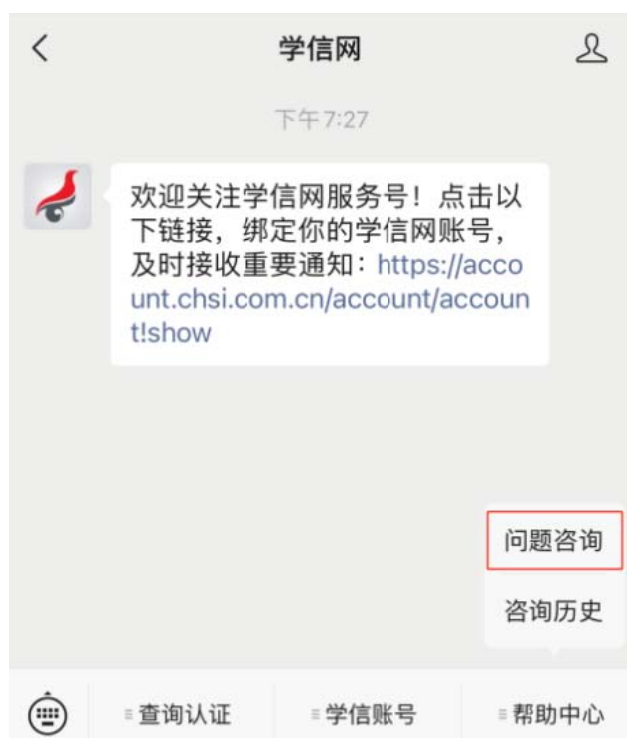 学信网
下午 7:27
欢迎关注学信网服务号！点击以
下链接，绑定你的学信网账号，
及时接收重要通知：https://acco
unt.chsi.com.cn/account/accoun
t!show
问题咨询
咨询历史
查询认证
学信账号
帮助中心